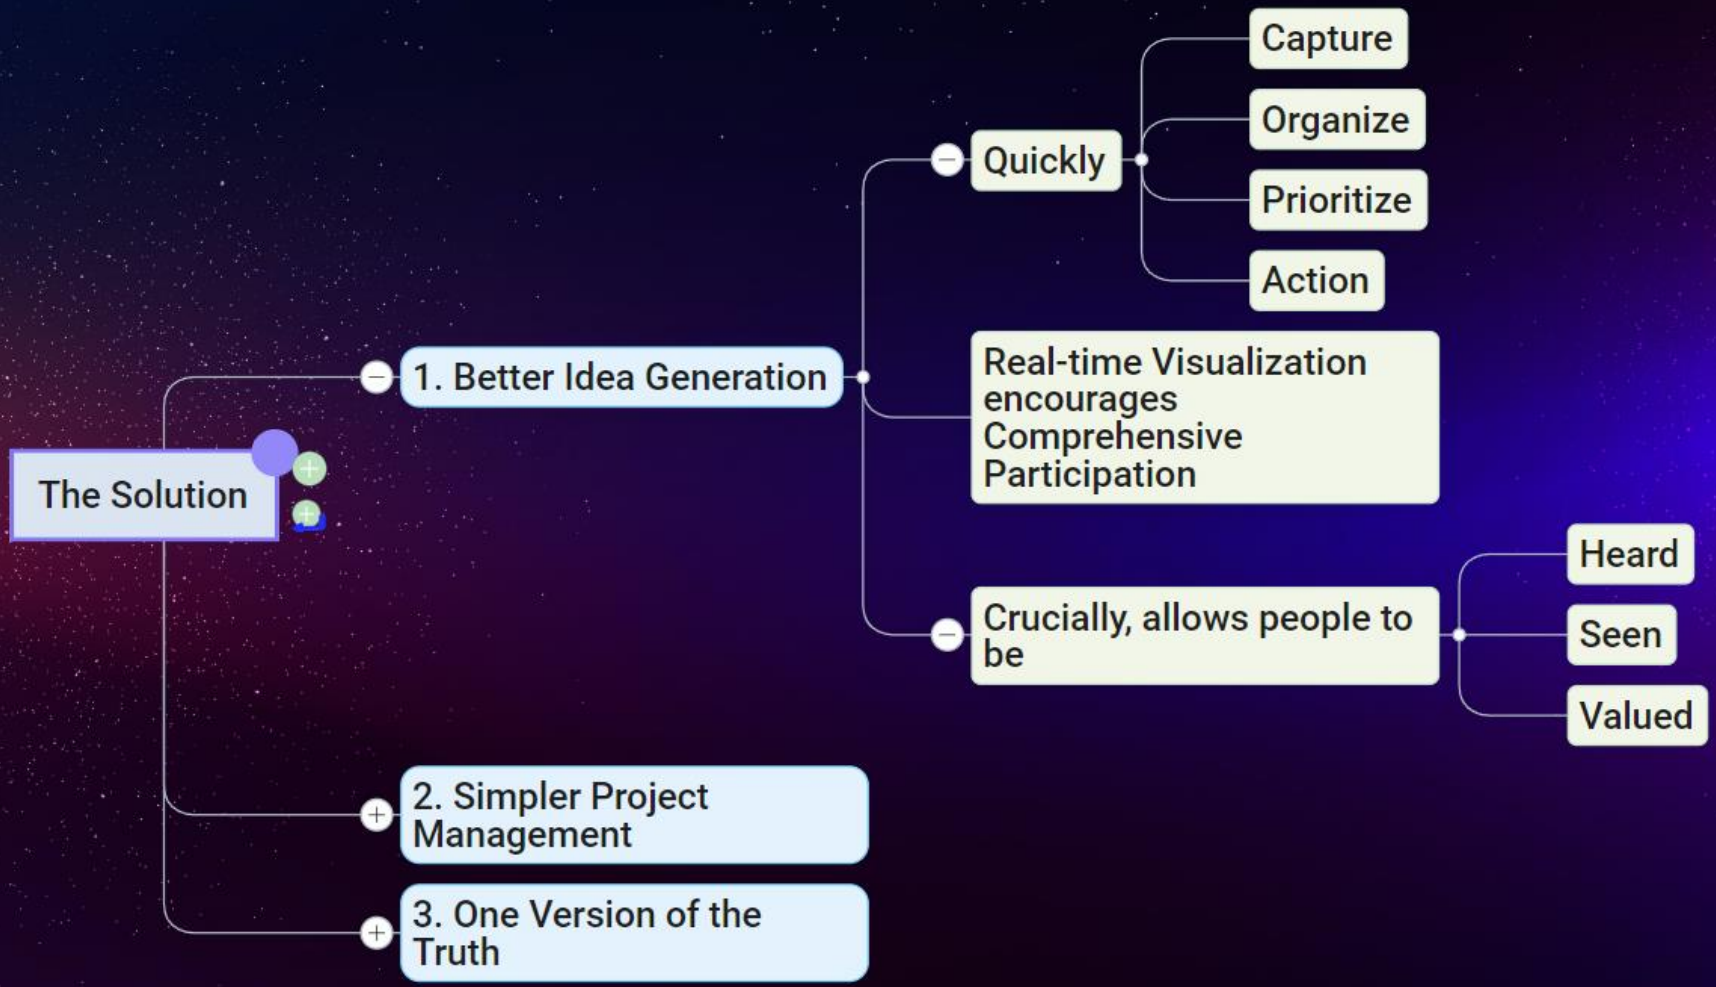 The Solution
1. Better Idea Generation
Quickly
Capture
Organize
Prioritize
Action
Real-time Visualization
encourages
Comprehensive
Participation
Crucially, allows people to
be
Heard
Seen
Valued
2. Simpler Project
Management
3. One Version of the
Truth